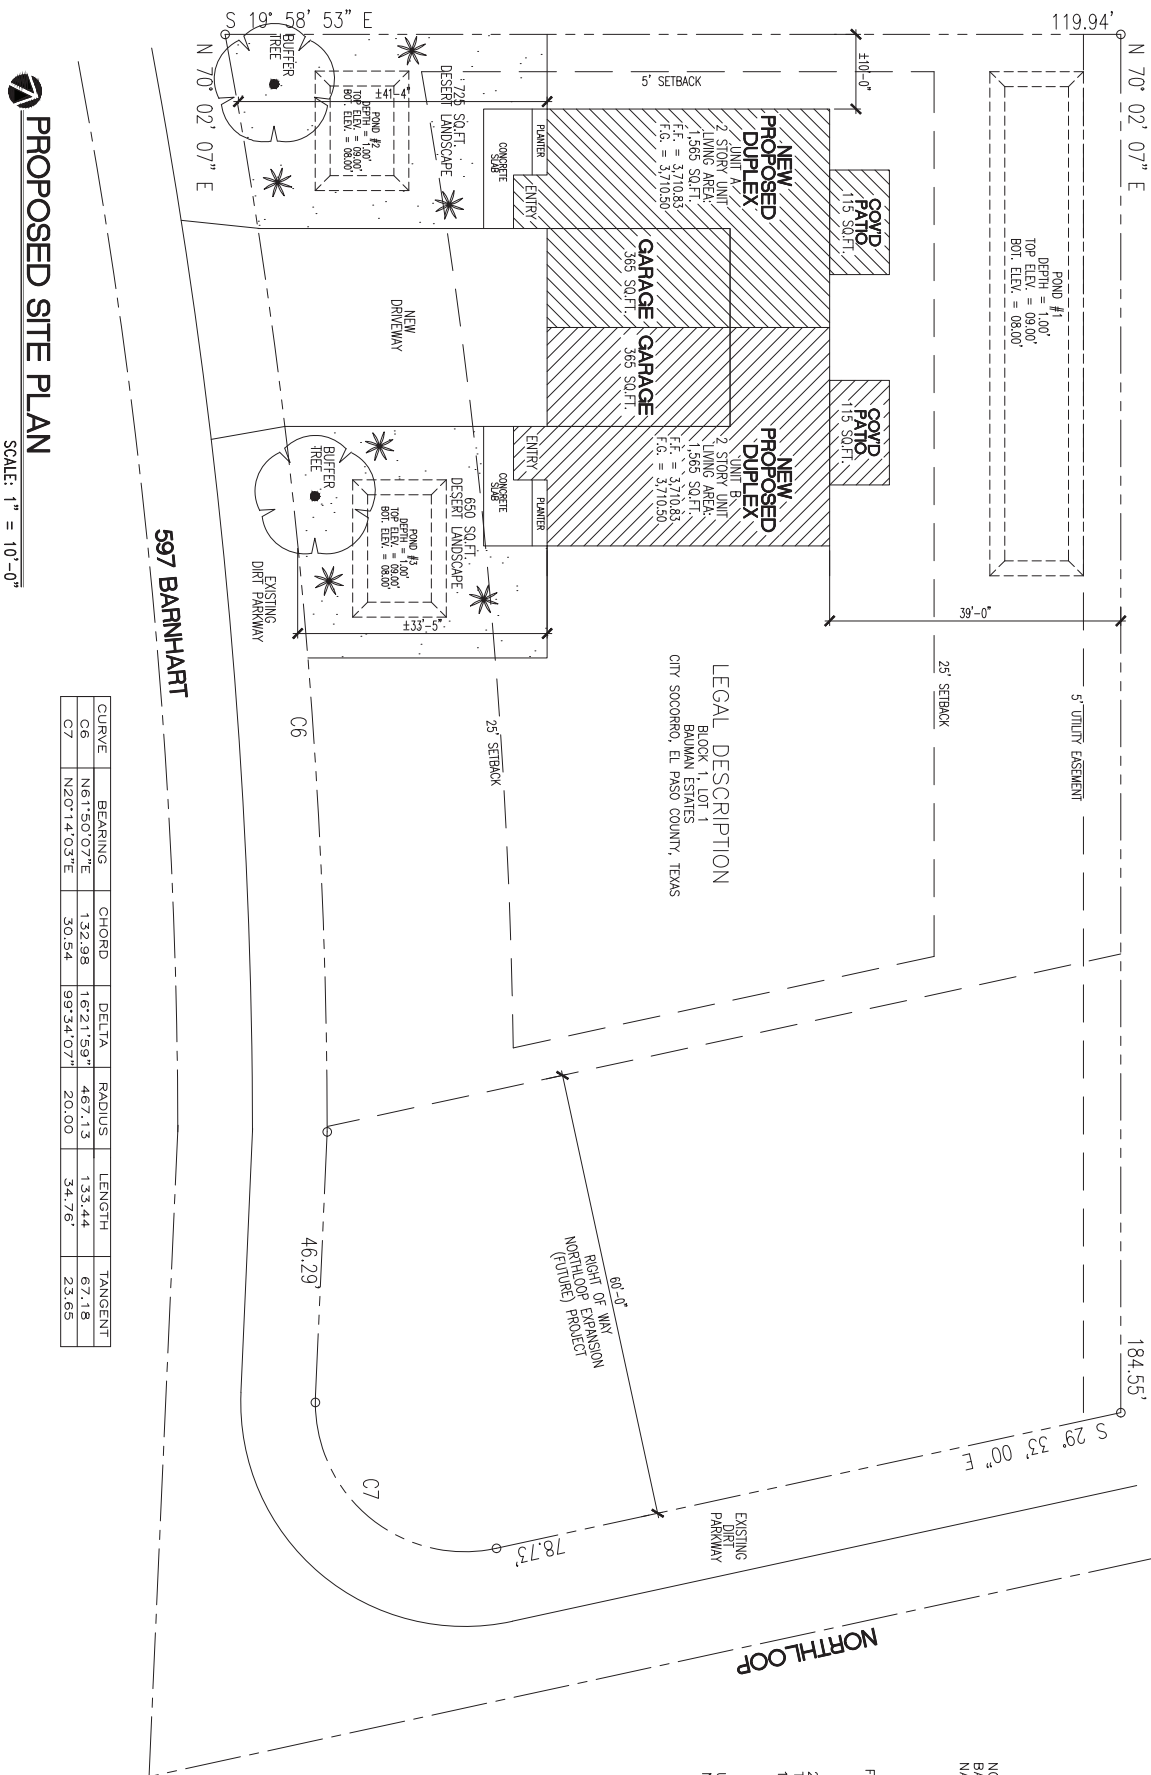 N 70° 02' 07" E
184.55'
119.94'
S 19° 58' 53" E
S 29° 33' 00" E
5' UTILITY EASEMENT
POND #1
DEPTH = 1.00'
TOP ELEV. = 09.00'
BOT. ELEV. = 08.00'
39'-0"
25' SETBACK
±10'-0"
5' SETBACK
COV'D
PATIO
115 SQ.FT.
COV'D
PATIO
115 SQ.FT.
NEW
PROPOSED
DUPLEX
UNIT A
2 STORY UNIT
LIVING AREA:
1,565 SQ.FT.
F.F. = 3,710.83
F.G. = 3,710.50
NEW
PROPOSED
DUPLEX
UNIT B
2 STORY UNIT
LIVING AREA:
1,565 SQ.FT.
F.F. = 3,710.83
F.G. = 3,710.50
GARAGE
365 SQ.FT.
GARAGE
365 SQ.FT.
PLANTER
ENTRY
CONCRETE
SLAB
ENTRY
PLANTER
CONCRETE
SLAB
LEGAL DESCRIPTION
BLOCK 1, LOT 1
BAUMAN ESTATES
CITY SOCORRO, EL PASO COUNTY, TEXAS
EXISTING
DIRT
PARKWAY
NORTHLOOP
60'-0"
RIGHT OF WAY
NORTHLOOP EXPANSION
(FUTURE) PROJECT
78.73'
725 SQ.FT.
DESERT LANDSCAPE
±41'-4"
POND #2
DEPTH = 1.00'
TOP ELEV. = 09.00'
BOT. ELEV. = 08.00'
BUFFER
TREE
NEW
DRIVEWAY
650 SQ.FT.
DESERT LANDSCAPE
POND #3
DEPTH = 1.00'
TOP ELEV. = 09.00'
BOT. ELEV. = 08.00'
±33'-5"
BUFFER
TREE
25' SETBACK
EXISTING
DIRT PARKWAY
C6
46.29'
C7
N 70° 02' 07" E
597 BARNHART
CURVE BEARING CHORD DELTA RADIUS LENGTH TANGENT
C6 N61°50'07"E 132.98 16°21'59" 467.13 133.44 67.18
C7 N20°14'03"E 30.54 99°34'07" 20.00 34.76' 23.65
PROPOSED SITE PLAN
SCALE: 1" = 10'-0"